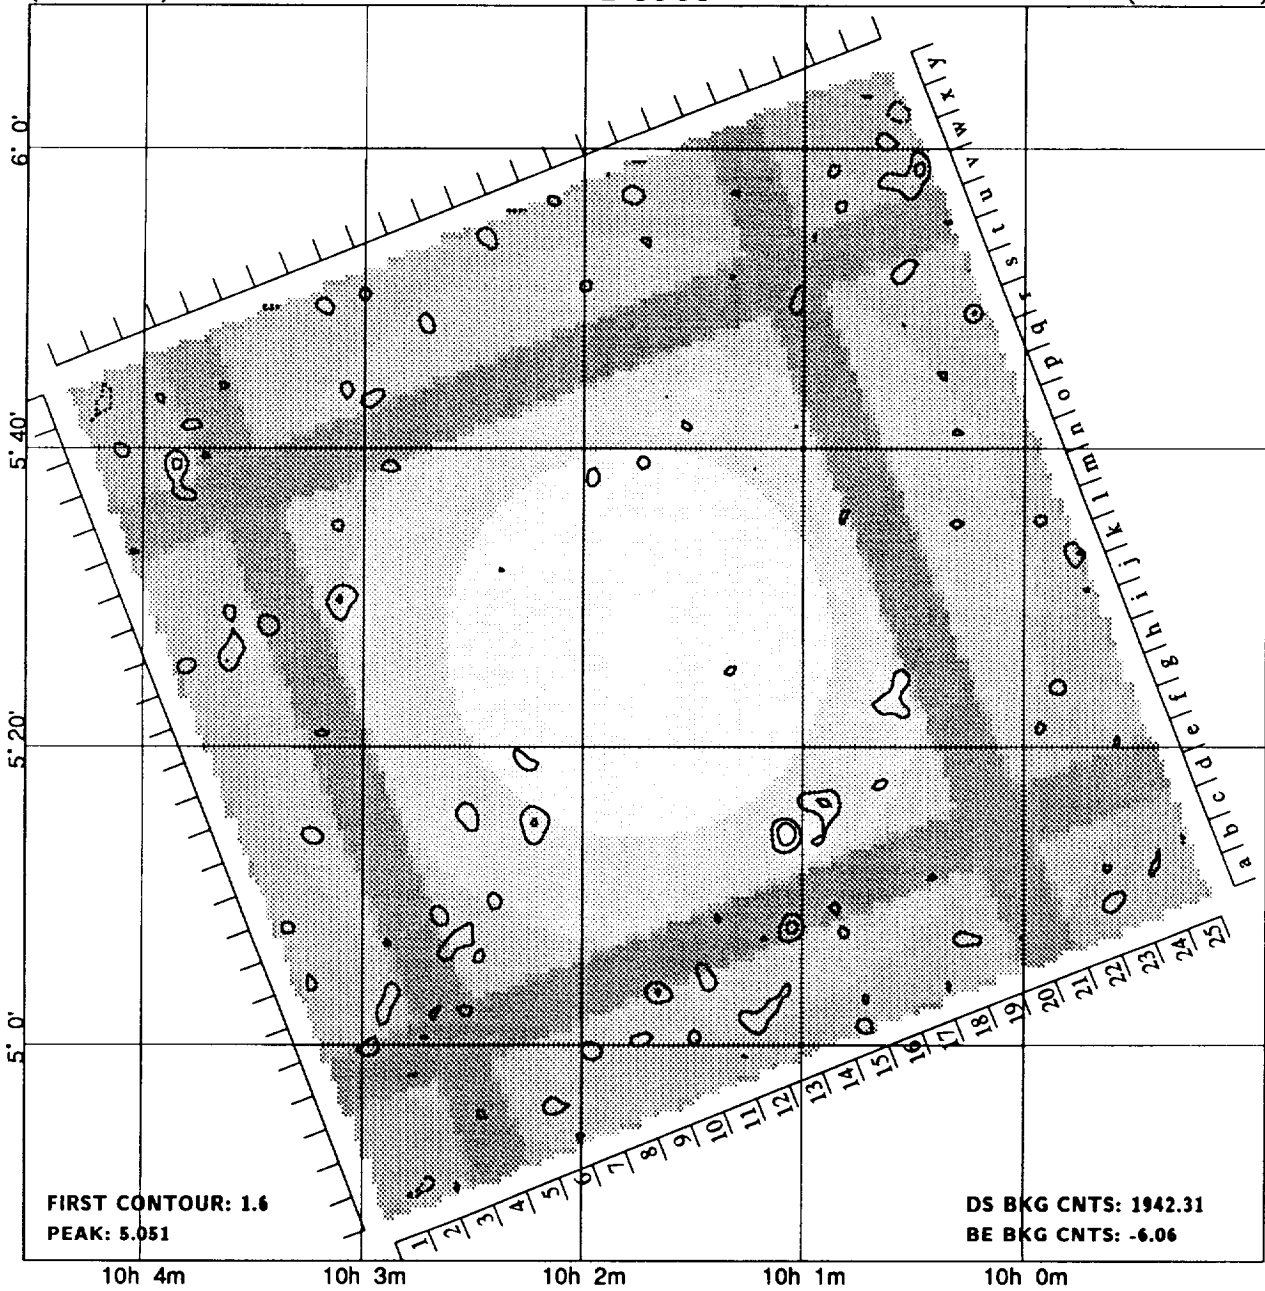 6° 0'
5° 40'
5° 20'
5° 0'
a b c d e f g h i j k l m n o p q r s t u v w x y
1 2 3 4 5 6 7 8 9 10 11 12 13 14 15 16 17 18 19 20 21 22 23 24 25
FIRST CONTOUR: 1.6
PEAK: 5.051
DS BKG CNTS: 1942.31
BE BKG CNTS: -6.06
10h 4m 10h 3m 10h 2m 10h 1m 10h 0m